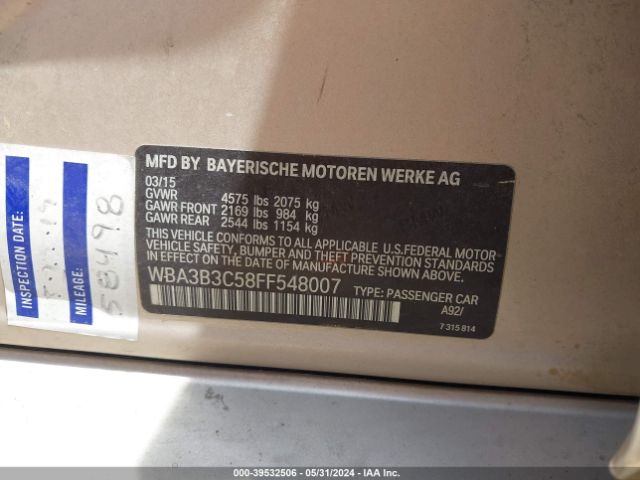 MFD BY BAYERISCHE MOTOREN WERKE AG
03/15
GVWR 4575 lbs 2075 kg
GAWR FRONT 2169 lbs 984 kg
GAWR REAR 2544 lbs 1154 kg
THIS VEHICLE CONFORMS TO ALL APPLICABLE U.S.FEDERAL MOTOR
VEHICLE SAFETY, BUMPER AND THEFT PREVENTION STANDARDS IN
EFFECT ON THE DATE OF MANUFACTURE SHOWN ABOVE.
WBA3B3C58FF548007
TYPE: PASSENGER CAR
A92/
7 315 814
INSPECTION DATE:
MILEAGE:
58498
000-39532506 - 05/31/2024 - IAA Inc.